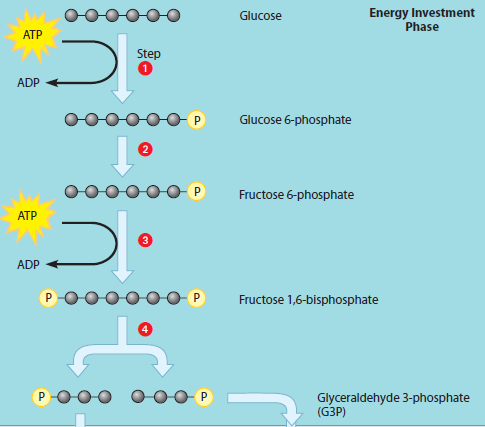 Glucose
Energy Investment
Phase
ATP
Step
1
ADP
P
Glucose 6-phosphate
2
P
Fructose 6-phosphate
ATP
3
ADP
P
P
Fructose 1,6-bisphosphate
4
P
P
Glyceraldehyde 3-phosphate
(G3P)